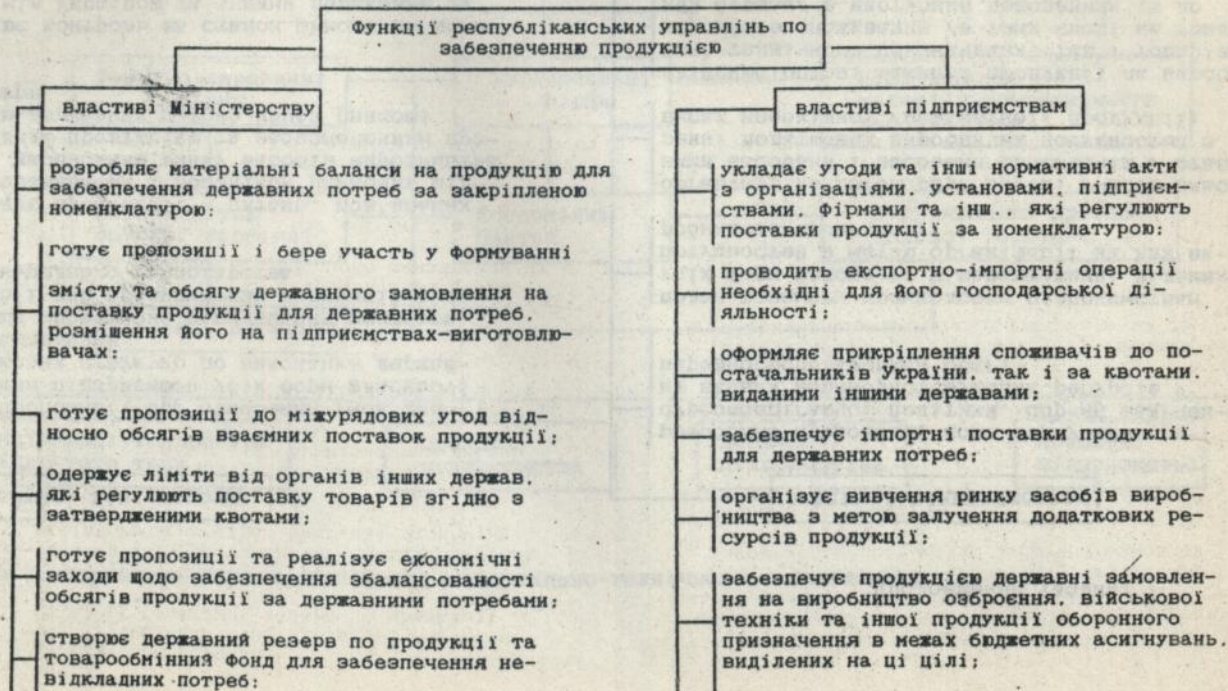 Функції республіканських управлінь по
забезпеченню продукцією
властиві Міністерству
розробляє матеріальні баланси на продукцію для
забезпечення державних потреб за закріпленою
номенклатурою;
готує пропозиції і бере участь у формуванні
змісту та обсягу державного замовлення на
поставку продукції для державних потреб,
розміщення його на підприємствах-виготовлю-
вачах;
готує пропозиції до міжурядових угод від-
носно обсягів взаємних поставок продукції;
одержує ліміти від органів інших держав,
які регулюють поставку товарів згідно з
затвердженими квотами;
готує пропозиції та реалізує економічні
заходи щодо забезпечення збалансованості
обсягів продукції за державними потребами;
створює державний резерв по продукції та
товарообмінний фонд для забезпечення не-
відкладних потреб;
властиві підприємствам
укладає угоди та інші нормативні акти
з організаціями, установами, підприєм-
ствами, фірмами та інш., які регулюють
поставки продукції за номенклатурою;
проводить експортно-імпортні операції
необхідні для його господарської ді-
яльності;
оформляє прикріплення споживачів до по-
стачальників України, так і за квотами,
виданими іншими державами;
забезпечує імпортні поставки продукції
для державних потреб;
організує вивчення ринку засобів вироб-
ництва з метою залучення додаткових ре-
сурсів продукції;
забезпечує продукцією державні замовлен-
ня на виробництво озброєння, військової
техніки та іншої продукції оборонного
призначення в межах бюджетних асигнувань,
виділених на ці цілі;